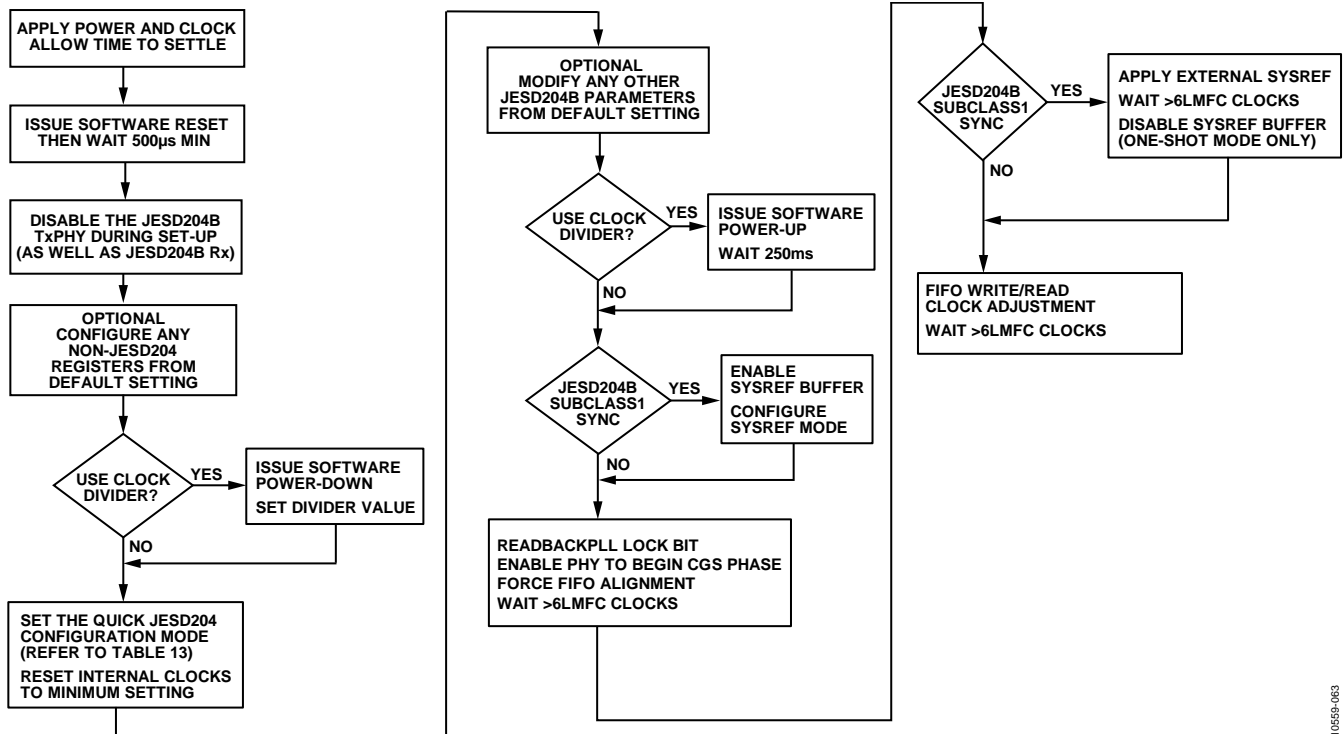 APPLY POWER AND CLOCK
ALLOW TIME TO SETTLE
ISSUE SOFTWARE RESET
THEN WAIT 500µs MIN
DISABLE THE JESD204B
TxPHY DURING SET-UP
(AS WELL AS JESD204B Rx)
OPTIONAL
CONFIGURE ANY
NON-JESD204
REGISTERS FROM
DEFAULT SETTING
USE CLOCK
DIVIDER?
YES
ISSUE SOFTWARE
POWER-DOWN
SET DIVIDER VALUE
NO
SET THE QUICK JESD204
CONFIGURATION MODE
(REFER TO TABLE 13)
RESET INTERNAL CLOCKS
TO MINIMUM SETTING
OPTIONAL
MODIFY ANY OTHER
JESD204B PARAMETERS
FROM DEFAULT SETTING
USE CLOCK
DIVIDER?
YES
ISSUE SOFTWARE
POWER-UP
WAIT 250ms
NO
JESD204B
SUBCLASS1
SYNC
YES
ENABLE
SYSREF BUFFER
CONFIGURE
SYSREF MODE
NO
READBACKPLL LOCK BIT
ENABLE PHY TO BEGIN CGS PHASE
FORCE FIFO ALIGNMENT
WAIT >6LMFC CLOCKS
JESD204B
SUBCLASS1
SYNC
YES
APPLY EXTERNAL SYSREF
WAIT >6LMFC CLOCKS
DISABLE SYSREF BUFFER
(ONE-SHOT MODE ONLY)
NO
FIFO WRITE/READ
CLOCK ADJUSTMENT
WAIT >6LMFC CLOCKS
10559-063